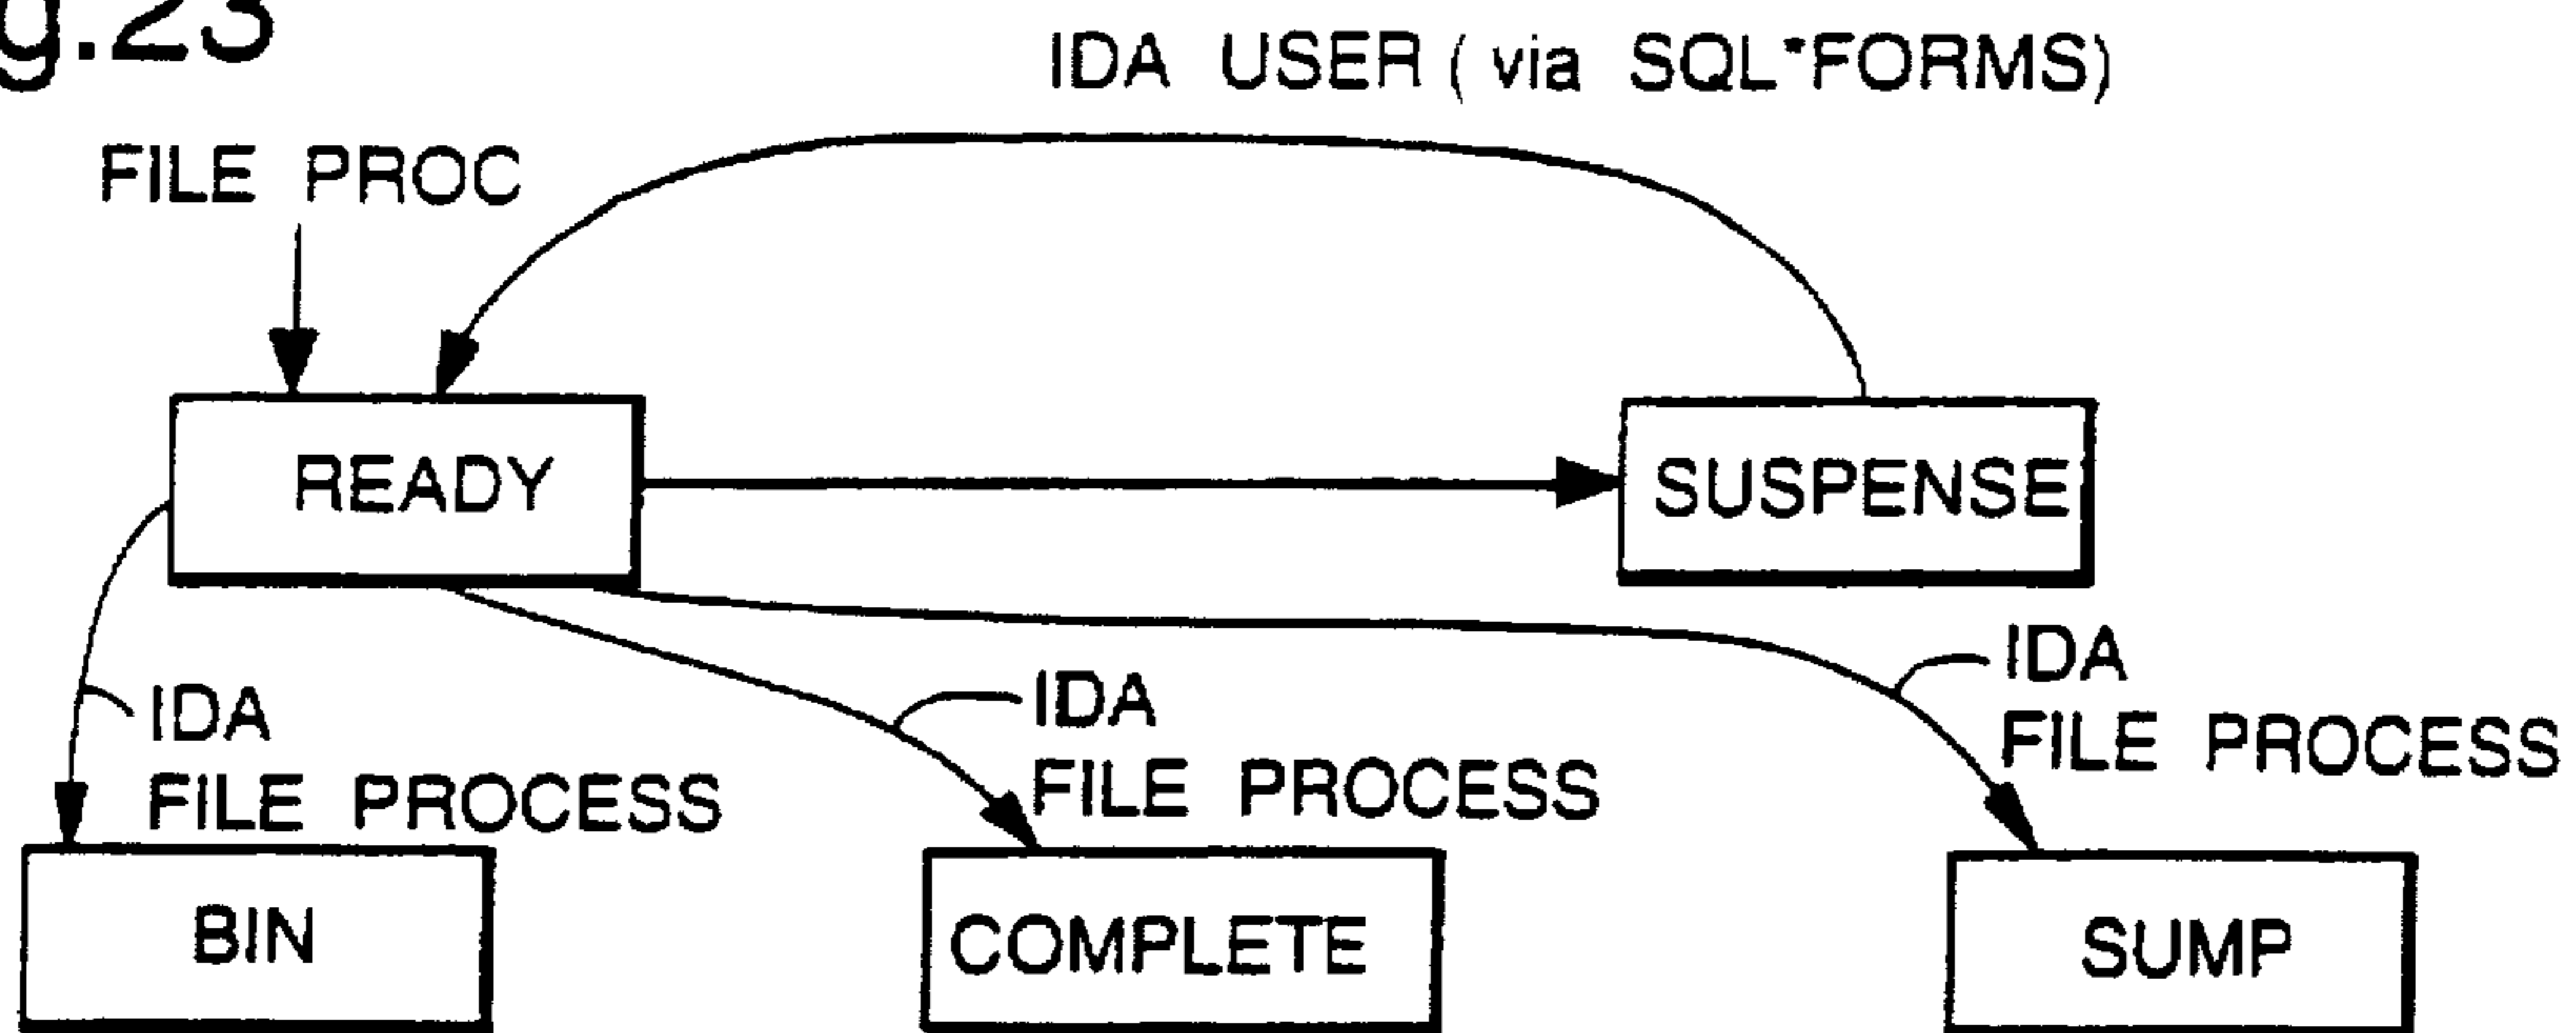 g.23
IDA USER ( via SQL*FORMS)
FILE PROC
READY
SUSPENSE
IDA
FILE PROCESS
IDA
FILE PROCESS
IDA
FILE PROCESS
BIN
COMPLETE
SUMP